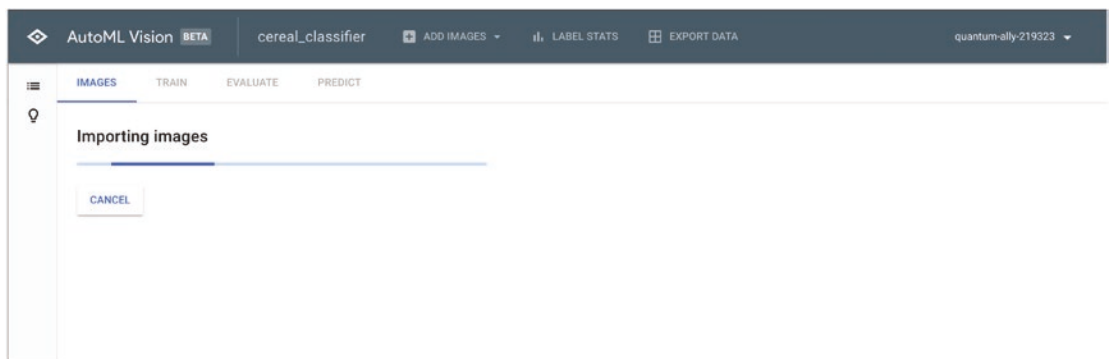 AutoML Vision BETA cereal_classifier ADD IMAGES LABEL STATS EXPORT DATA quantum-ally-219323
IMAGES TRAIN EVALUATE PREDICT
Importing images
CANCEL